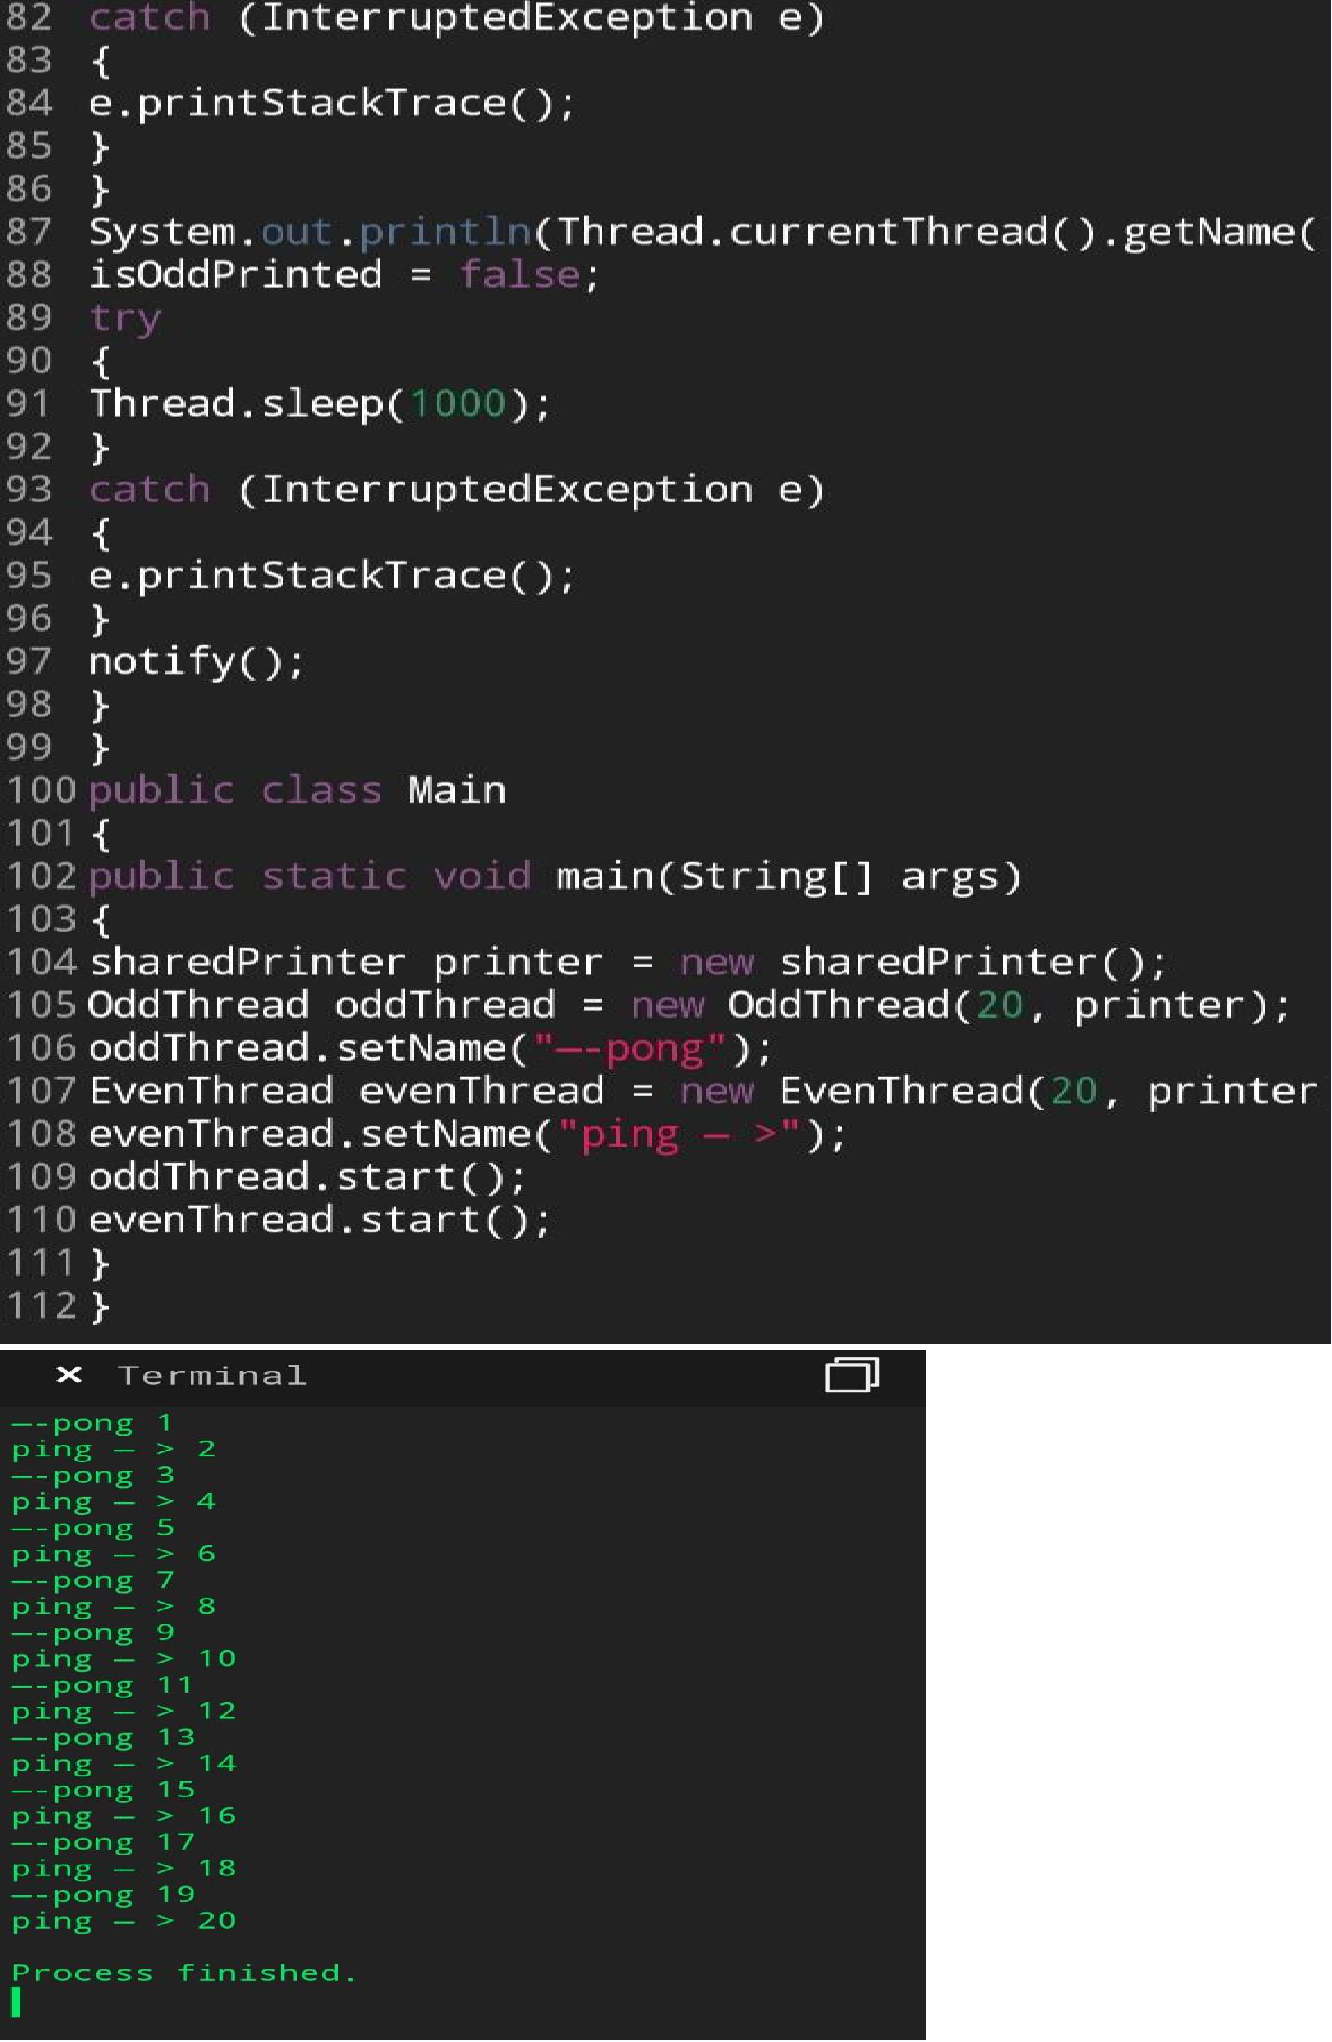 82 catch (InterruptedException e)
83 {
84 e.printStackTrace();
85 }
86 }
87 System.out.println(Thread.currentThread().getName(
88 isOddPrinted = false;
89 try
90 {
91 Thread.sleep(1000);
92 }
93 catch (InterruptedException e)
94 {
95 e.printStackTrace();
96 }
97 notify();
98 }
99 }
100 public class Main
101 {
102 public static void main(String[] args)
103 {
104 sharedPrinter printer = new sharedPrinter();
105 OddThread oddThread = new OddThread(20, printer);
106 oddThread.setName("—-pong");
107 EvenThread evenThread = new EvenThread(20, printer
108 evenThread.setName("ping — >");
109 oddThread.start();
110 evenThread.start();
111 }
112 }
× Terminal
—-pong 1
ping — > 2
—-pong 3
ping — > 4
—-pong 5
ping — > 6
—-pong 7
ping — > 8
—-pong 9
ping — > 10
—-pong 11
ping — > 12
—-pong 13
ping — > 14
—-pong 15
ping — > 16
—-pong 17
ping — > 18
—-pong 19
ping — > 20
Process finished.